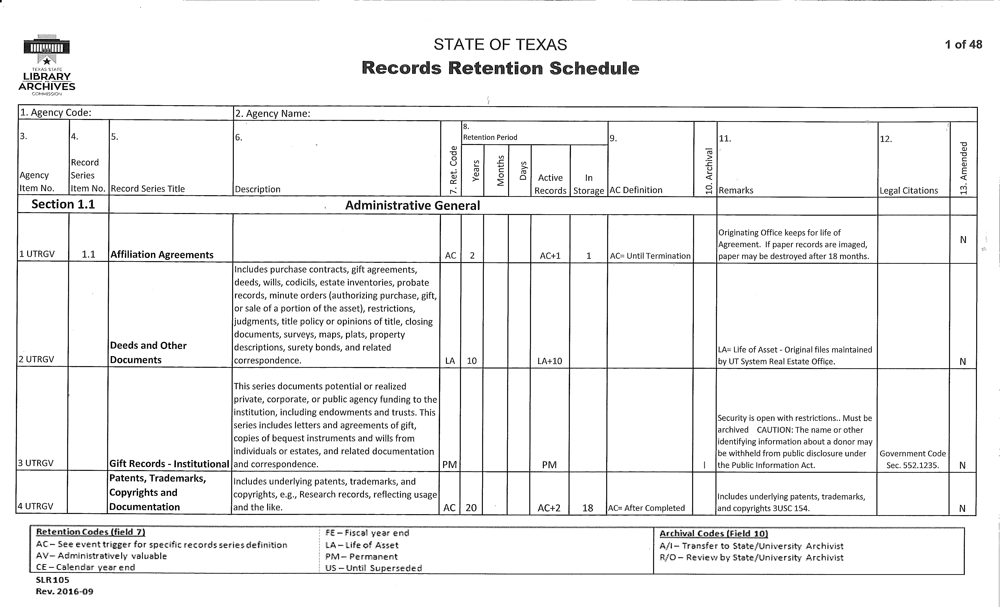 TEXAS STATE
LIBRARY
AND
ARCHIVES
COMMISSION
STATE OF TEXAS
Records Retention Schedule
1 of 48
1. Agency Code:
2. Agency Name:
3.
Agency
Item No.
4.
Record
Series
Item No.
5.
Record Series Title
6.
Description
7. Ret. Code
8.
Retention Period
Years
Months
Days
Active
Records
In
Storage
9.
AC Definition
10. Archival
11.
Remarks
12.
Legal Citations
13. Amended
Section 1.1
Administrative General
1 UTRGV
1.1
Affiliation Agreements
AC
2
AC+1
1
AC= Until Termination
Originating Office keeps for life of
Agreement. If paper records are imaged,
paper may be destroyed after 18 months.
N
2 UTRGV
Deeds and Other
Documents
Includes purchase contracts, gift agreements,
deeds, wills, codicils, estate inventories, probate
records, minute orders (authorizing purchase, gift,
or sale of a portion of the asset), restrictions,
judgments, title policy or opinions of title, closing
documents, surveys, maps, plats, property
descriptions, surety bonds, and related
correspondence.
LA
10
LA+10
LA= Life of Asset - Original files maintained
by UT System Real Estate Office.
N
3 UTRGV
Gift Records - Institutional
This series documents potential or realized
private, corporate, or public agency funding to the
institution, including endowments and trusts. This
series includes letters and agreements of gift,
copies of bequest instruments and wills from
individuals or estates, and related documentation
and correspondence.
PM
PM
I
Security is open with restrictions.. Must be
archived CAUTION: The name or other
identifying information about a donor may
be withheld from public disclosure under
the Public Information Act.
Government Code
Sec. 552.1235.
N
4 UTRGV
Patents, Trademarks,
Copyrights and
Documentation
Includes underlying patents, trademarks, and
copyrights, e.g., Research records, reflecting usage
and the like.
AC
20
AC+2
18
AC= After Completed
Includes underlying patents, trademarks,
and copyrights 3USC 154.
N
Retention Codes (field 7)
AC – See event trigger for specific records series definition
AV – Administratively valuable
CE – Calendar year end
FE – Fiscal year end
LA – Life of Asset
PM – Permanent
US – Until Superseded
Archival Codes (Field 10)
A/I – Transfer to State/University Archivist
R/O – Review by State/University Archivist
SLR105
Rev. 2016-09